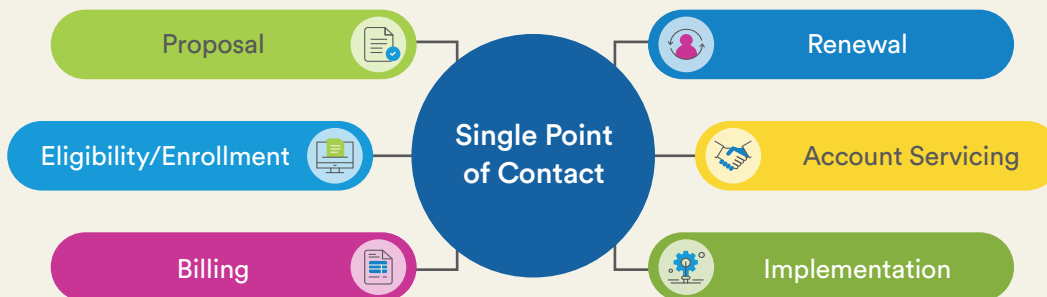 Proposal
Renewal
Single Point
of Contact
Eligibility/Enrollment
Account Servicing
Billing
Implementation